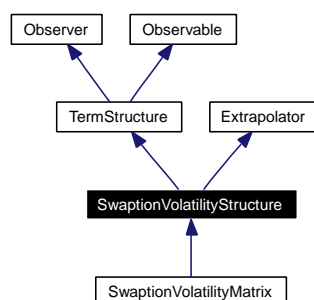 Observer
Observable
TermStructure
Extrapolator
SwaptionVolatilityStructure
SwaptionVolatilityMatrix